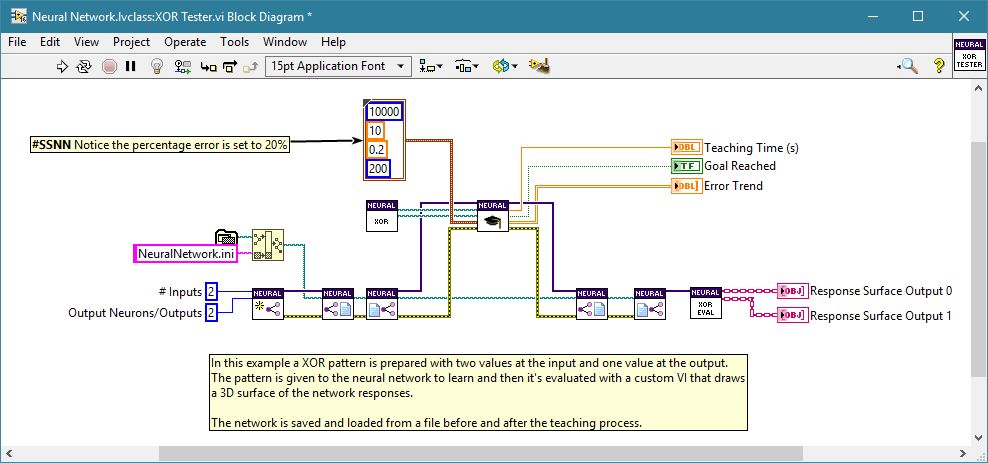 Neural Network.lvclass:XOR Tester.vi Block Diagram *
File Edit View Project Operate Tools Window Help
15pt Application Font
NEURAL
XOR
TESTER
10000
10
0.2
200
#SSNN Notice the percentage error is set to 20%
Teaching Time (s)
DBL
Goal Reached
TF
Error Trend
DBL
NEURAL
XOR
NEURAL
NeuralNetwork.ini
# Inputs 2
Output Neurons/Outputs 2
NEURAL
NEURAL
NEURAL
NEURAL
NEURAL
NEURAL
XOR
EVAL
OBJ Response Surface Output 0
OBJ Response Surface Output 1
In this example a XOR pattern is prepared with two values at the input and one value at the output.
The pattern is given to the neural network to learn and then it's evaluated with a custom VI that draws
a 3D surface of the network responses.
The network is saved and loaded from a file before and after the teaching process.